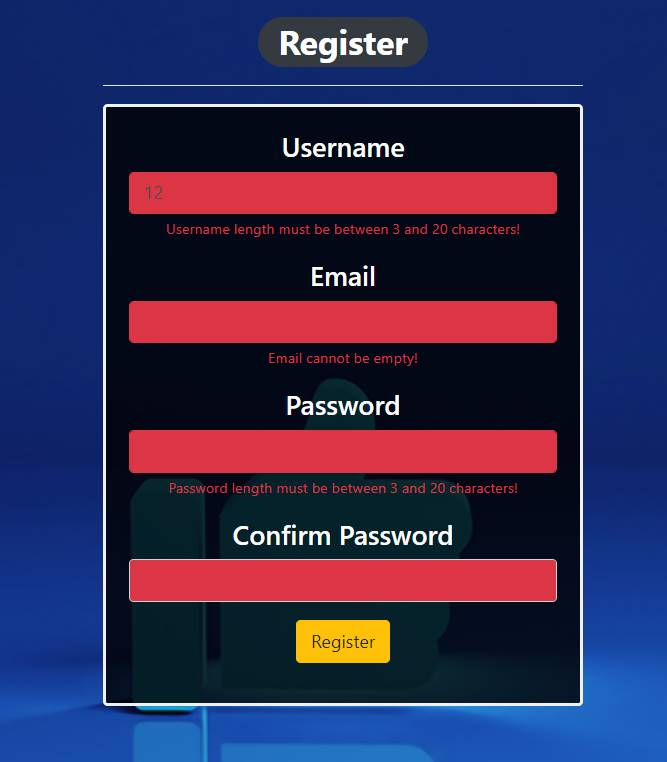 Register
Username
12
Username length must be between 3 and 20 characters!
Email
Email cannot be empty!
Password
Password length must be between 3 and 20 characters!
Confirm Password
Register